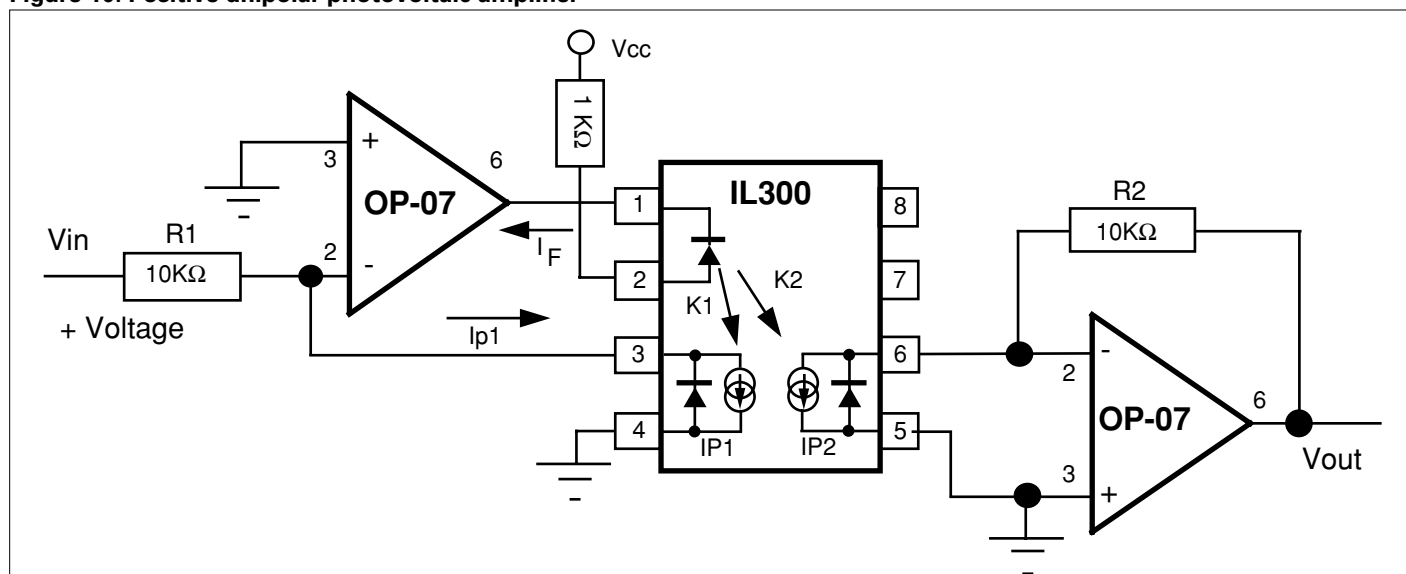 Figure 16. Positive unipolar photovoltaic amplifier
Vcc
1 KΩ
+
3
6
OP-07
IL300
1
8
R2
10KΩ
Vin
R1
10KΩ
2
-
I F
2
K2
7
K1
+ Voltage
Ip1
3
6
-
2
6
OP-07
4
IP1
IP2
5
3
+
Vout